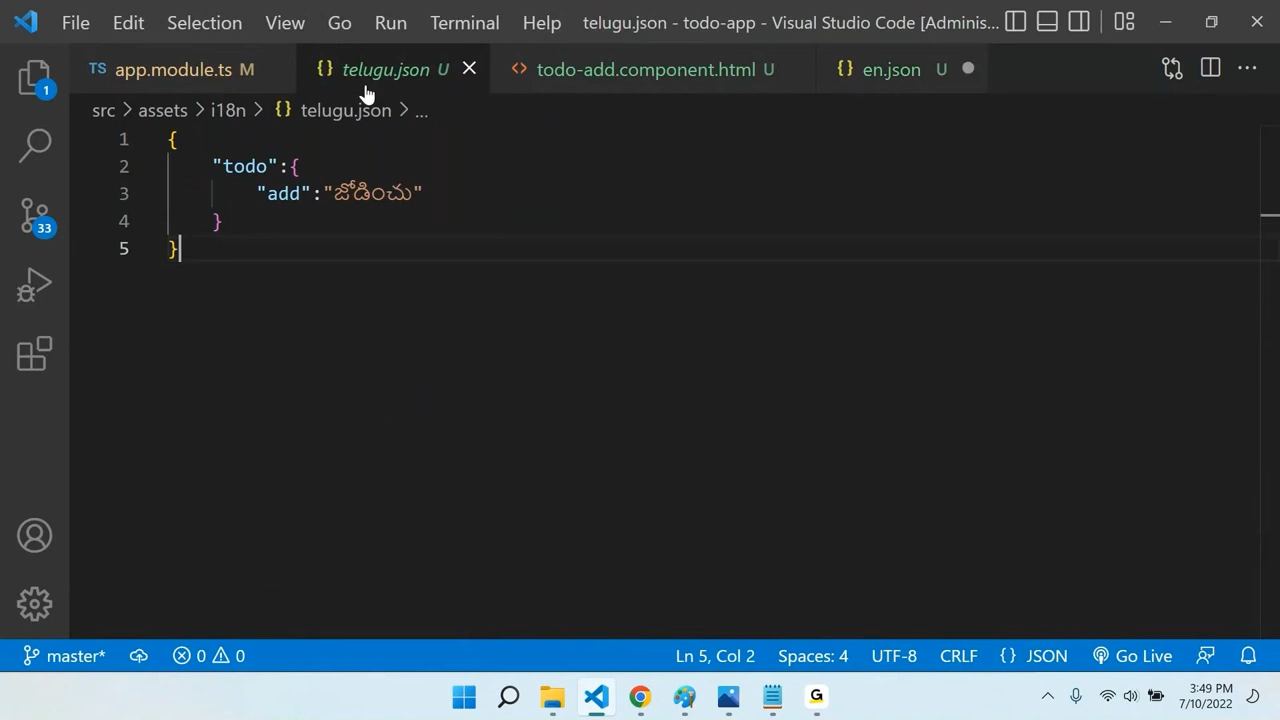 File Edit Selection View Go Run Terminal Help telugu.json - todo-app - Visual Studio Code [Adminis...
TS app.module.ts M {} telugu.json U todo-add.component.html U {} en.json U
src > assets > i18n > {} telugu.json > ...
1 {
2 "todo":{
3 "add":"జోడించు"
4 }
5 }
1
33
master* 0 0 Ln 5, Col 2 Spaces: 4 UTF-8 CRLF {} JSON Go Live
G 3:49 PM
7/10/2022